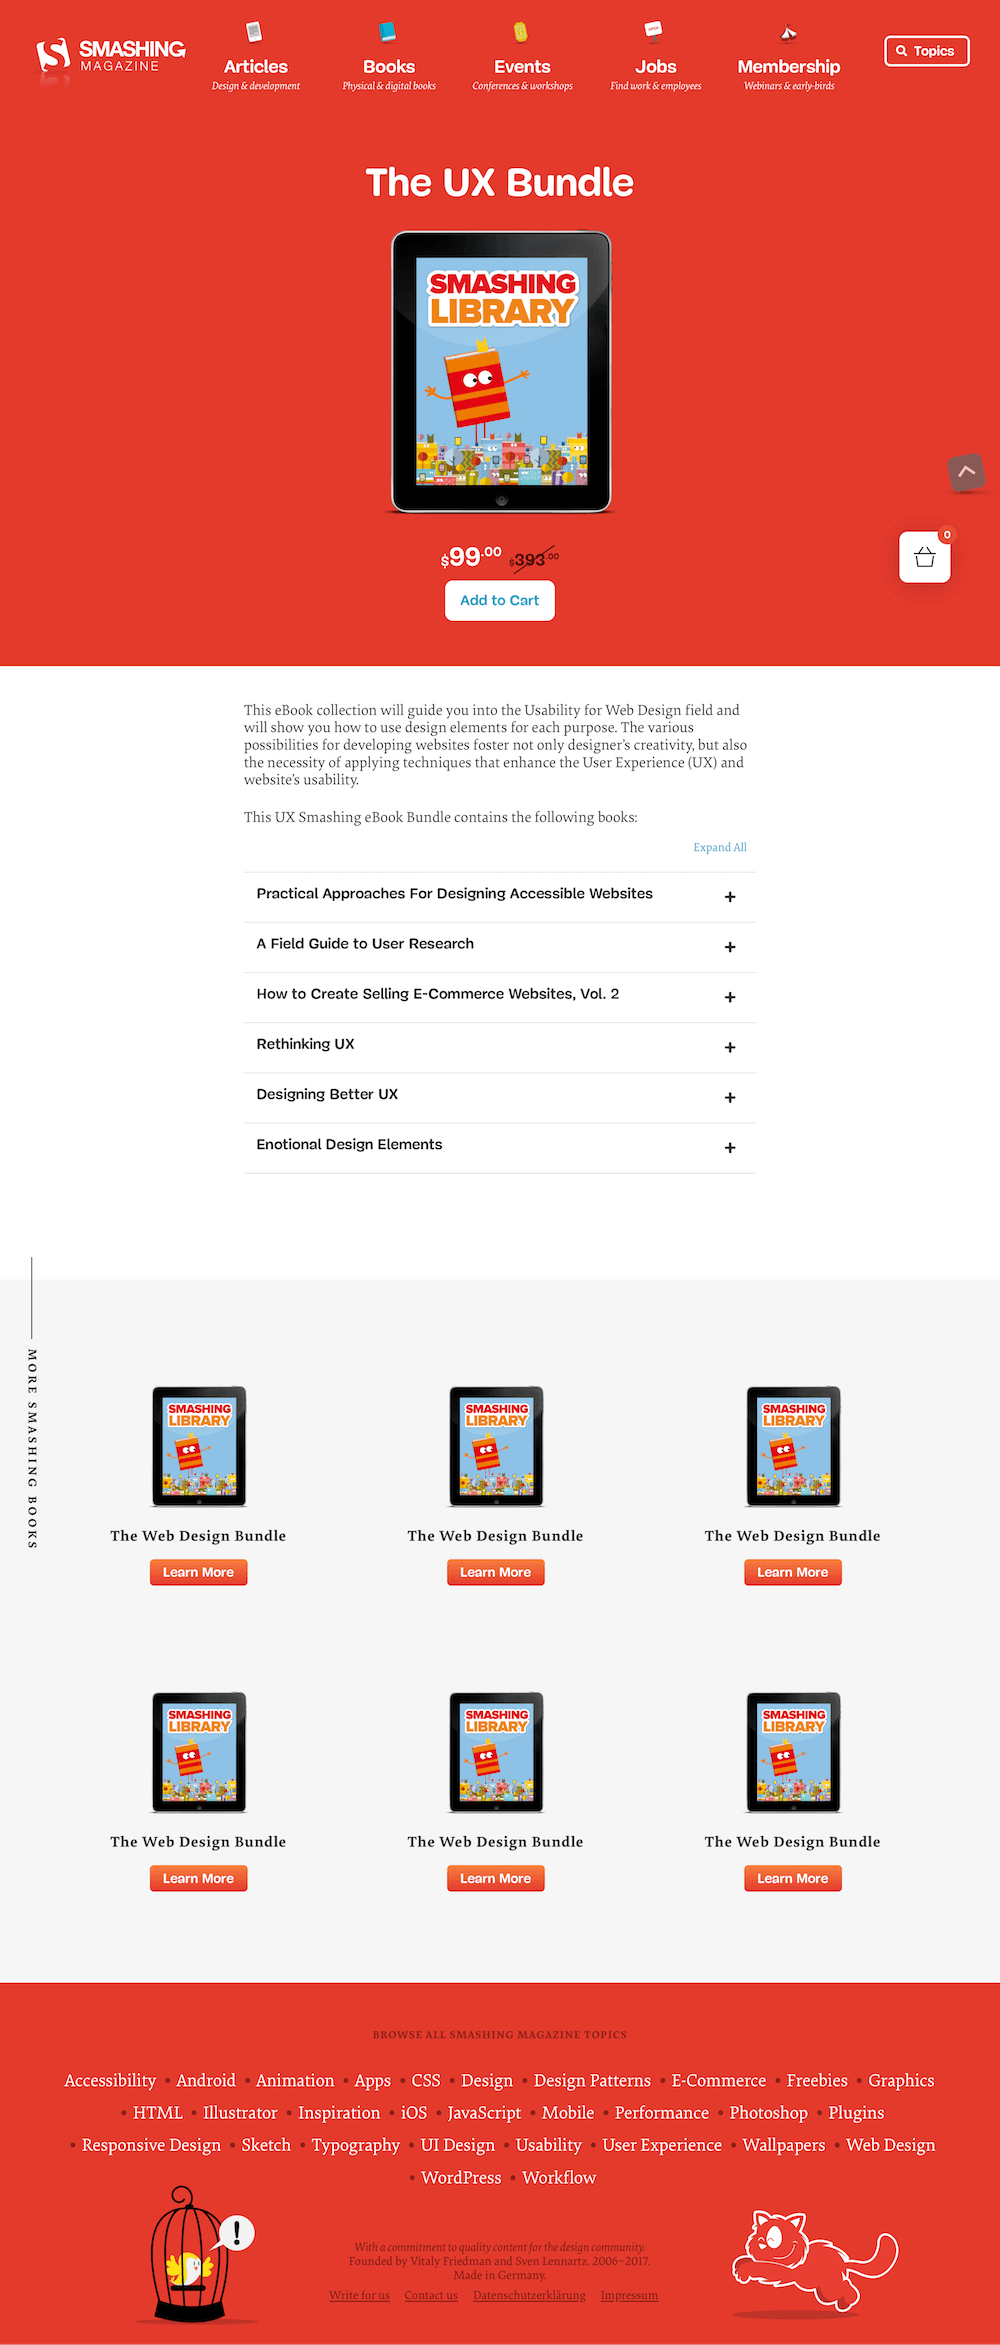 SMASHING
MAGAZINE
Articles
Design & development
Books
Physical & digital books
Events
Conferences & workshops
OPEN
Jobs
Find work & employees
Membership
Webinars & early-birds
Topics
The UX Bundle
SMASHING
LIBRARY
$99.00 $393.00
0
Add to Cart
This eBook collection will guide you into the Usability for Web Design field and
will show you how to use design elements for each purpose. The various
possibilities for developing websites foster not only designer's creativity, but also
the necessity of applying techniques that enhance the User Experience (UX) and
website's usability.
This UX Smashing eBook Bundle contains the following books:
Expand All
Practical Approaches For Designing Accessible Websites +
A Field Guide to User Research +
How to Create Selling E-Commerce Websites, Vol. 2 +
Rethinking UX +
Designing Better UX +
Enotional Design Elements +
MORE SMASHING BOOKS
SMASHING
LIBRARY
The Web Design Bundle
Learn More
SMASHING
LIBRARY
The Web Design Bundle
Learn More
SMASHING
LIBRARY
The Web Design Bundle
Learn More
SMASHING
LIBRARY
The Web Design Bundle
Learn More
SMASHING
LIBRARY
The Web Design Bundle
Learn More
SMASHING
LIBRARY
The Web Design Bundle
Learn More
BROWSE ALL SMASHING MAGAZINE TOPICS
Accessibility • Android • Animation • Apps • CSS • Design • Design Patterns • E-Commerce • Freebies • Graphics
• HTML • Illustrator • Inspiration • iOS • JavaScript • Mobile • Performance • Photoshop • Plugins
• Responsive Design • Sketch • Typography • UI Design • Usability • User Experience • Wallpapers • Web Design
• WordPress • Workflow
!
With a commitment to quality content for the design community.
Founded by Vitaly Friedman and Sven Lennartz. 2006–2017.
Made in Germany.
Write for us Contact us Datenschutzerklärung Impressum